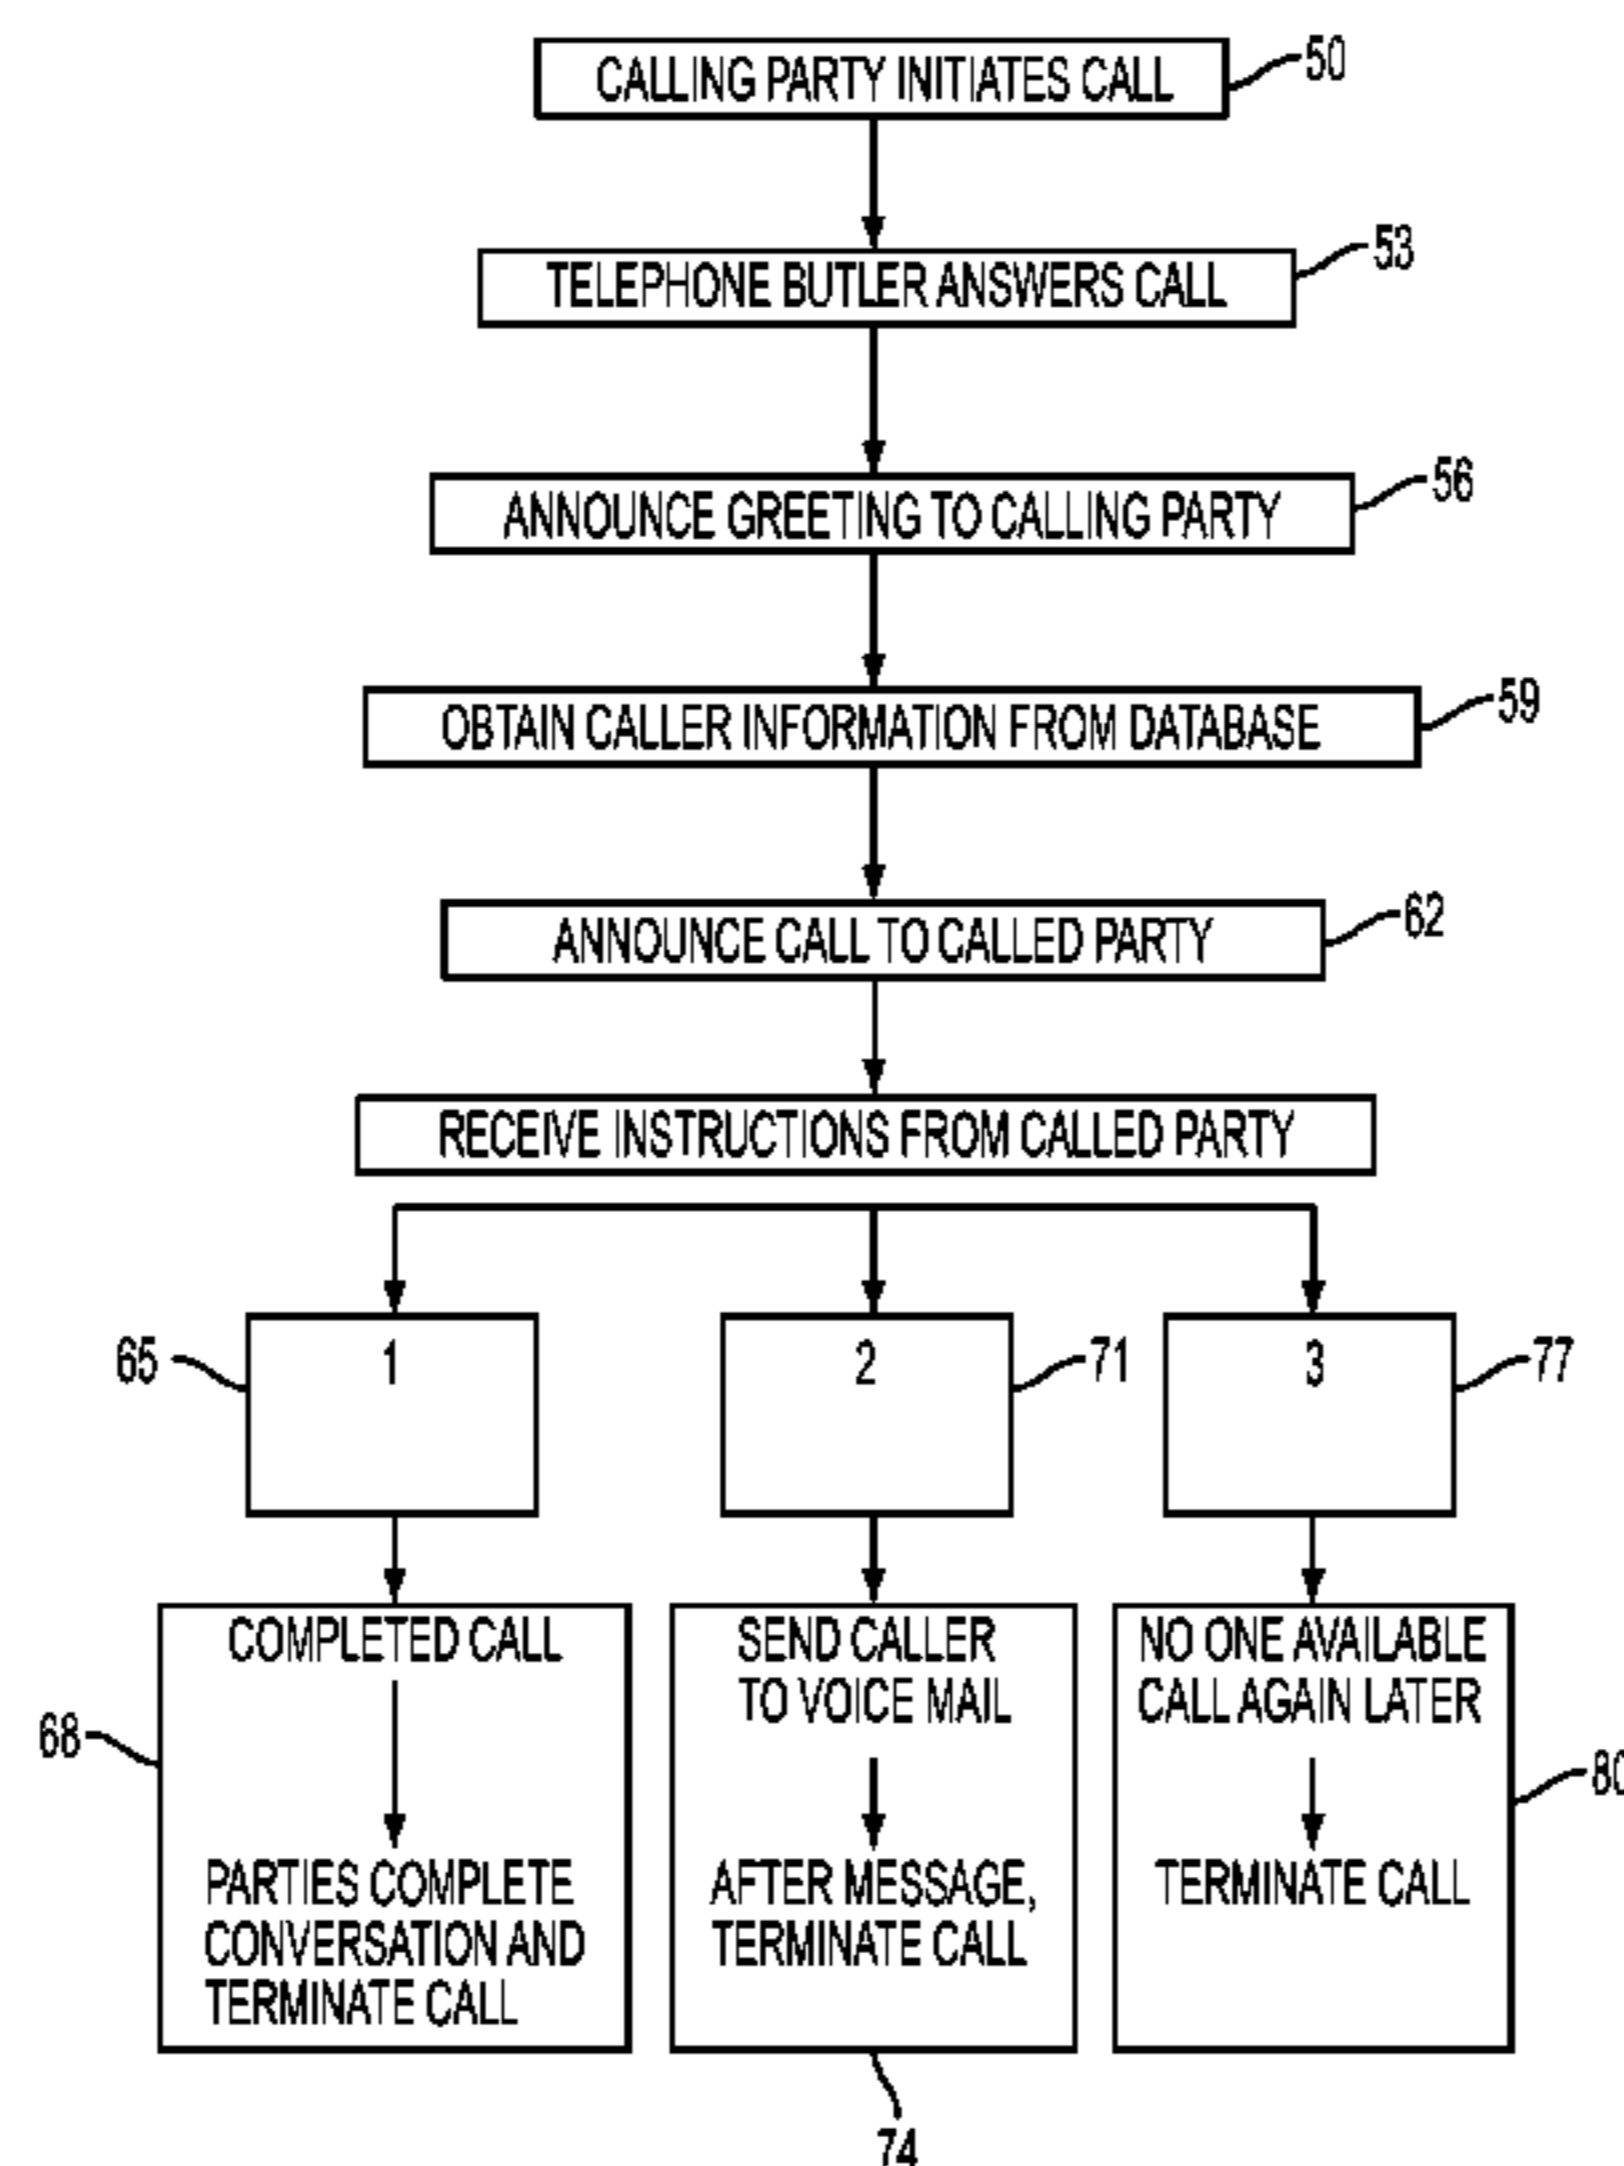 CALLING PARTY INITIATES CALL
50
TELEPHONE BUTLER ANSWERS CALL
53
ANNOUNCE GREETING TO CALLING PARTY
56
OBTAIN CALLER INFORMATION FROM DATABASE
59
ANNOUNCE CALL TO CALLED PARTY
62
RECEIVE INSTRUCTIONS FROM CALLED PARTY
65
1
2
71
3
77
68
COMPLETED CALL
PARTIES COMPLETE
CONVERSATION AND
TERMINATE CALL
SEND CALLER
TO VOICE MAIL
AFTER MESSAGE,
TERMINATE CALL
74
NO ONE AVAILABLE
CALL AGAIN LATER
TERMINATE CALL
80